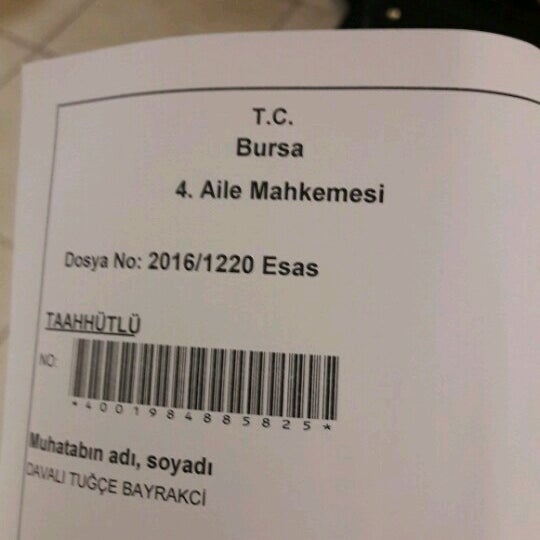 T.C.
Bursa
4. Aile Mahkemesi
Dosya No: 2016/1220 Esas
TAAHHÜTLÜ
NO:
*4001984885825*
Muhatabın adı, soyadı
DAVALI TUĞÇE BAYRAKCİ